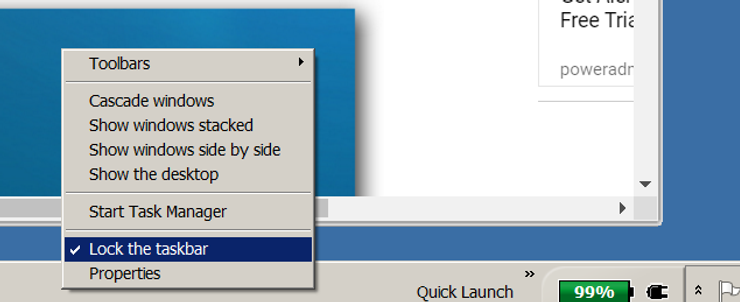 Free Tria
poweradm
Toolbars
Cascade windows
Show windows stacked
Show windows side by side
Show the desktop
Start Task Manager
Lock the taskbar
Properties
Quick Launch
99%